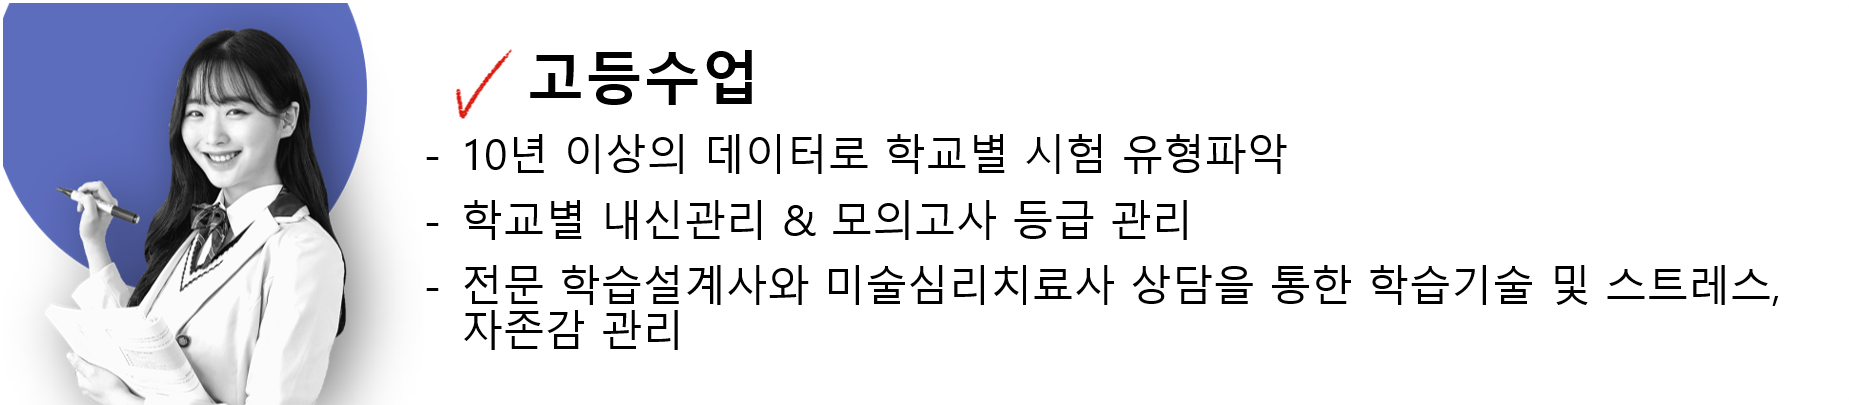 고등수업
- 10년 이상의 데이터로 학교별 시험 유형파악
- 학교별 내신관리 & 모의고사 등급 관리
- 전문 학습설계사와 미술심리치료사 상담을 통한 학습기술 및 스트레스,
자존감 관리